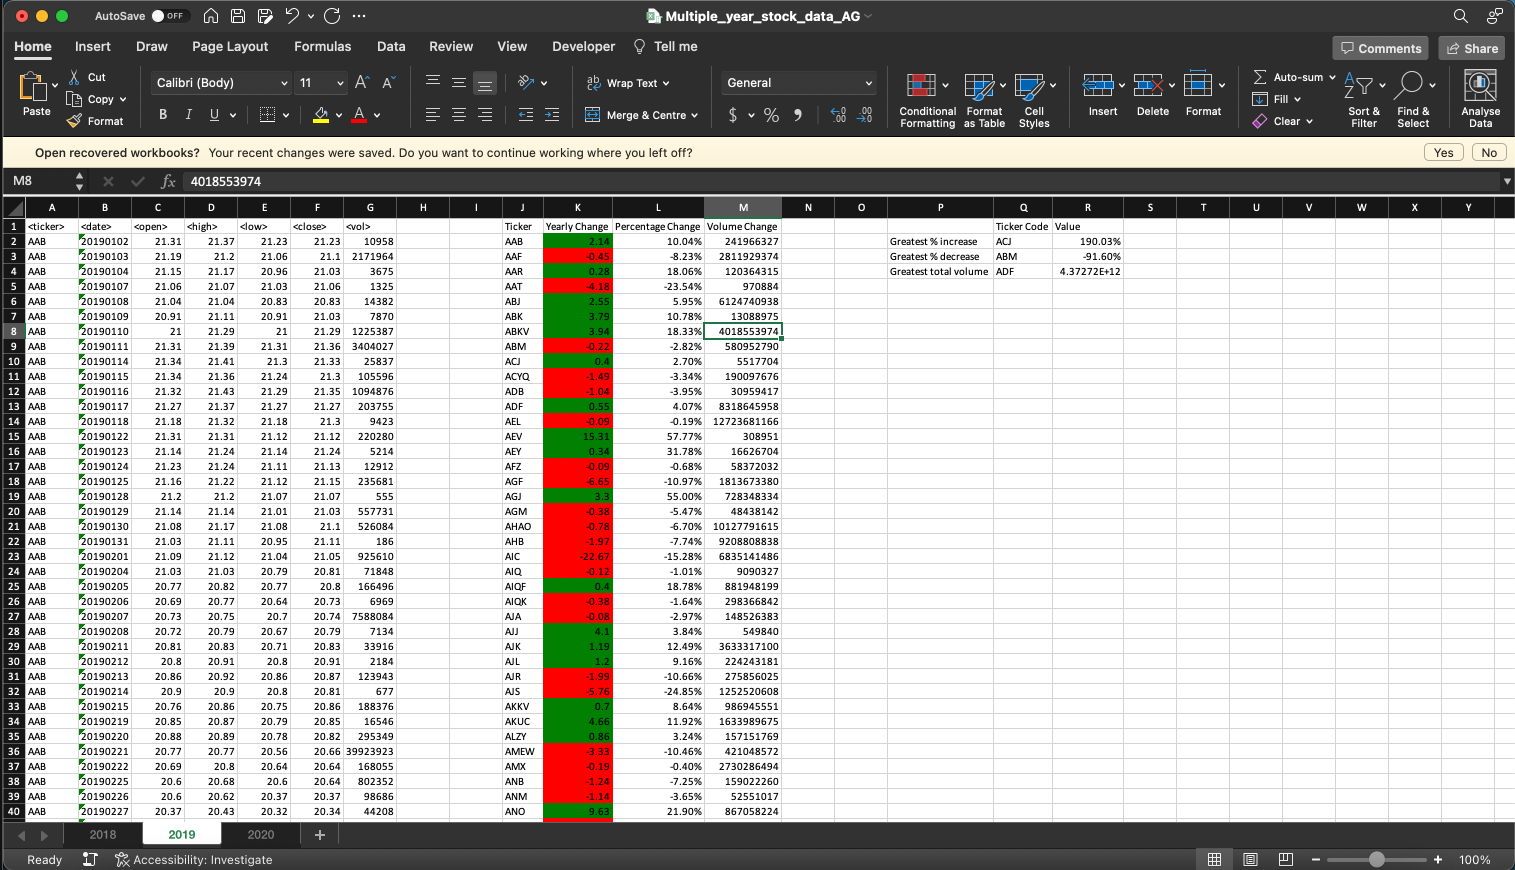 AutoSave OFF Multiple_year_stock_data_AG
Home Insert Draw Page Layout Formulas Data Review View Developer Tell me Comments Share
Paste Cut Copy Format
Calibri (Body) 11
B I U A
Wrap Text
Merge & Centre
General
$ % 
Conditional Formatting Format as Table Cell Styles Insert Delete Format
Auto-sum Fill Clear
Sort & Filter Find & Select Analyse Data
Open recovered workbooks? Your recent changes were saved. Do you want to continue working where you left off? Yes No
M8 fx 4018553974
A B C D E F G H I J K L M N O P Q R S T U V W X Y
1 <ticker> <date> <open> <high> <low> <close> <vol> Ticker Yearly Change Percentage Change Volume Change Ticker Code Value
2 AAB 20190102 21.31 21.37 21.23 21.23 10958 AAB 2.14 10.04% 241966327 Greatest % increase ACJ 190.03%
3 AAB 20190103 21.19 21.2 21.06 21.1 2171964 AAF -0.45 -8.23% 2811929374 Greatest % decrease ABM -91.60%
4 AAB 20190104 21.15 21.17 20.96 21.03 3675 AAR 0.28 18.06% 120364315 Greatest total volume ADF 4.37272E+12
5 AAB 20190107 21.06 21.07 21.03 21.06 1325 AAT -4.18 -23.54% 970884
6 AAB 20190108 21.04 21.04 20.83 20.83 14382 ABJ 2.55 5.95% 6124740938
7 AAB 20190109 20.91 21.11 20.91 21.03 7870 ABK 3.79 10.78% 13088975
8 AAB 20190110 21 21.29 21 21.29 1225387 ABKV 3.94 18.33% 4018553974
9 AAB 20190111 21.31 21.39 21.31 21.36 3404027 ABM -0.22 -2.82% 580952790
10 AAB 20190114 21.34 21.41 21.3 21.33 25837 ACJ 0.4 2.70% 5517704
11 AAB 20190115 21.34 21.36 21.24 21.3 105596 ACYQ -1.49 -3.34% 190097676
12 AAB 20190116 21.32 21.43 21.29 21.35 1094876 ADB -1.04 -3.95% 30959417
13 AAB 20190117 21.27 21.37 21.27 21.27 203755 ADF 0.55 4.07% 8318645958
14 AAB 20190118 21.18 21.32 21.18 21.3 9423 AEL -0.09 -0.19% 12723681166
15 AAB 20190122 21.31 21.31 21.12 21.12 220280 AEV 15.31 57.77% 308951
16 AAB 20190123 21.14 21.24 21.14 21.24 5214 AEY 0.34 31.78% 16626704
17 AAB 20190124 21.23 21.24 21.11 21.13 12912 AFZ -0.09 -0.68% 58372032
18 AAB 20190125 21.16 21.22 21.12 21.15 235681 AGF -6.65 -10.97% 1813673380
19 AAB 20190128 21.2 21.2 21.07 21.07 555 AGJ 3.3 55.00% 728348334
20 AAB 20190129 21.14 21.14 21.01 21.03 557731 AGM -0.38 -5.47% 48438142
21 AAB 20190130 21.08 21.17 21.08 21.1 526084 AHAO -0.78 -6.70% 10127791615
22 AAB 20190131 21.03 21.11 20.95 21.11 186 AHB -1.97 -7.74% 9208808838
23 AAB 20190201 21.09 21.12 21.04 21.05 925610 AIC -22.67 -15.28% 6835141486
24 AAB 20190204 21.03 21.03 20.79 20.81 71848 AIQ -0.12 -1.01% 9090327
25 AAB 20190205 20.77 20.82 20.77 20.8 166496 AIQF 0.4 18.78% 881948199
26 AAB 20190206 20.69 20.77 20.64 20.73 6969 AIQK -0.38 -1.64% 298366842
27 AAB 20190207 20.73 20.75 20.7 20.74 7588084 AJA -0.08 -2.97% 148526383
28 AAB 20190208 20.72 20.79 20.67 20.79 7134 AJJ 4.1 3.84% 549840
29 AAB 20190211 20.81 20.83 20.71 20.83 33916 AJK 1.19 12.49% 3633317100
30 AAB 20190212 20.8 20.91 20.8 20.91 2184 AJL 1.2 9.16% 224243181
31 AAB 20190213 20.86 20.92 20.86 20.87 123943 AJR -1.99 -10.66% 275856025
32 AAB 20190214 20.9 20.9 20.8 20.81 677 AJS -5.76 -24.85% 1252520608
33 AAB 20190215 20.76 20.86 20.75 20.86 188376 AKKV 0.7 8.64% 986945551
34 AAB 20190219 20.85 20.87 20.79 20.85 16546 AKUC 4.66 11.92% 1633989675
35 AAB 20190220 20.88 20.89 20.78 20.82 295349 ALZY 0.86 3.24% 157151769
36 AAB 20190221 20.77 20.77 20.56 20.66 39923923 AMEW -3.33 -10.46% 421048572
37 AAB 20190222 20.69 20.8 20.64 20.64 168055 AMX -0.19 -0.40% 2730286494
38 AAB 20190225 20.6 20.68 20.6 20.64 802352 ANB -1.24 -7.25% 159022260
39 AAB 20190226 20.6 20.62 20.37 20.37 98686 ANM -1.14 -3.65% 52551017
40 AAB 20190227 20.37 20.43 20.32 20.34 44208 ANO 9.63 21.90% 867058224
2018 2019 2020 +
Ready Accessibility: Investigate 100%